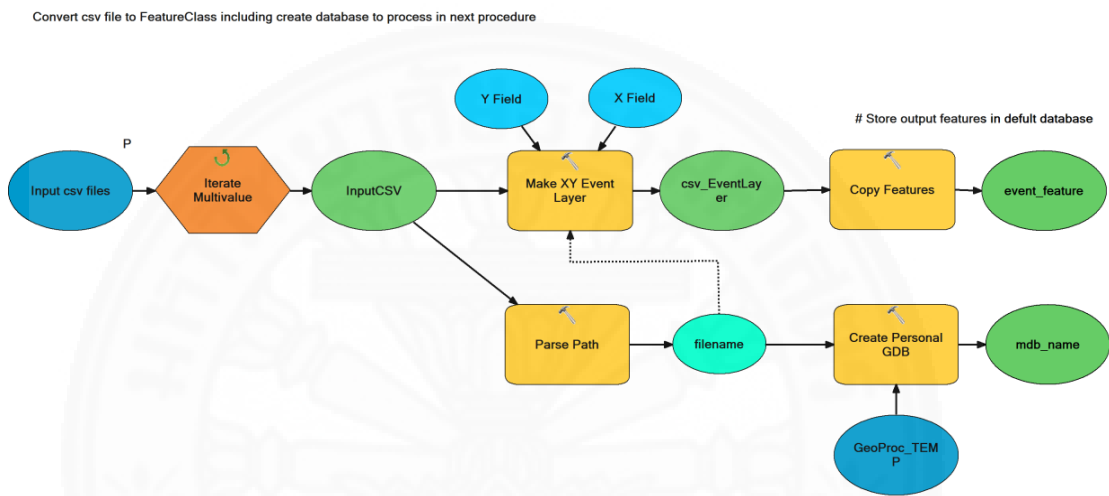 Convert csv file to FeatureClass including create database to process in next procedure
Y Field
X Field
# Store output features in defult database
P
Input csv files
Iterate
Multivalue
InputCSV
Make XY Event
Layer
csv_EventLay
er
Copy Features
event_feature
Parse Path
filename
Create Personal
GDB
mdb_name
GeoProc_TEM
P